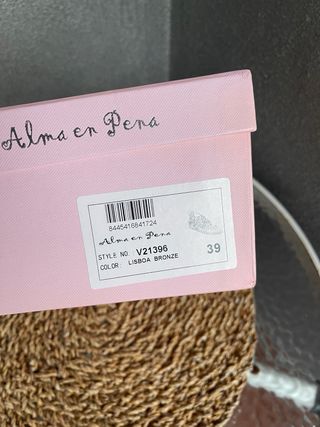 Alma en Pena
8445416841724
Alma en Pena
STYLE NO. V21396
COLOR: LISBOA BRONZE
39